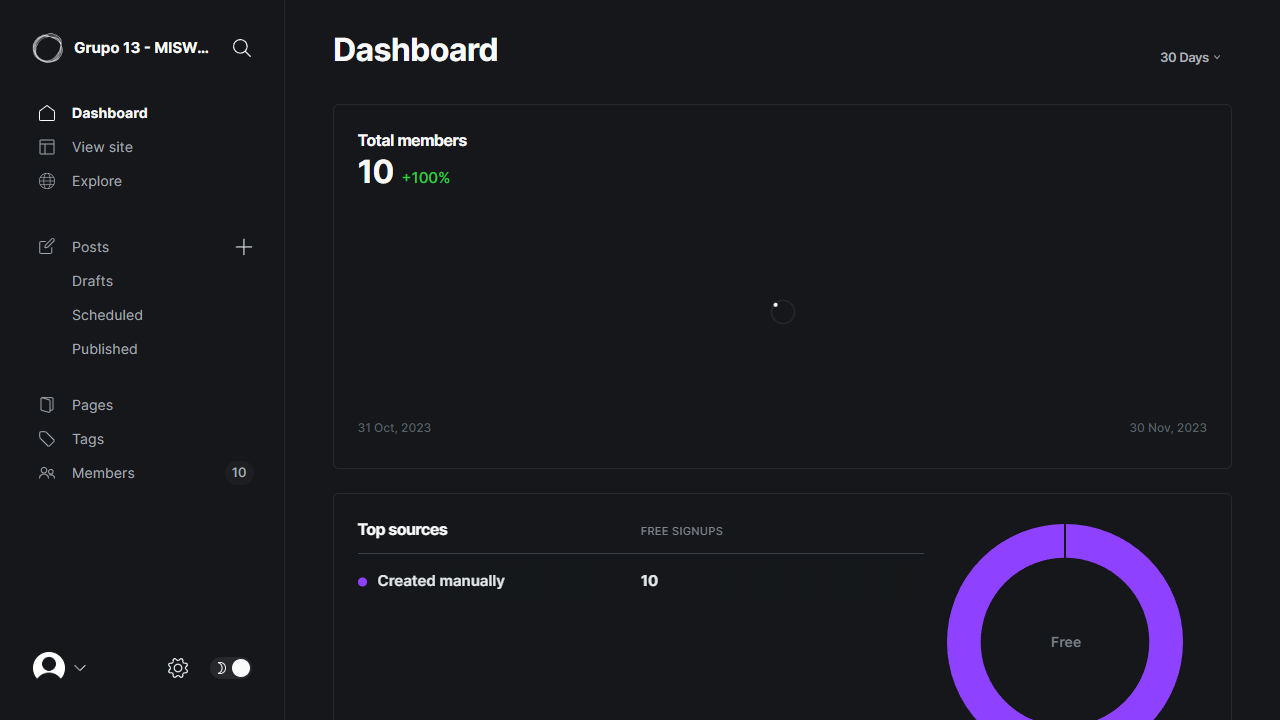 Grupo 13 - MISW...
Dashboard
View site
Explore
Posts
Drafts
Scheduled
Published
Pages
Tags
Members 10
Dashboard
30 Days
Total members
10 +100%
31 Oct, 2023 30 Nov, 2023
Top sources FREE SIGNUPS
Created manually 10
Free